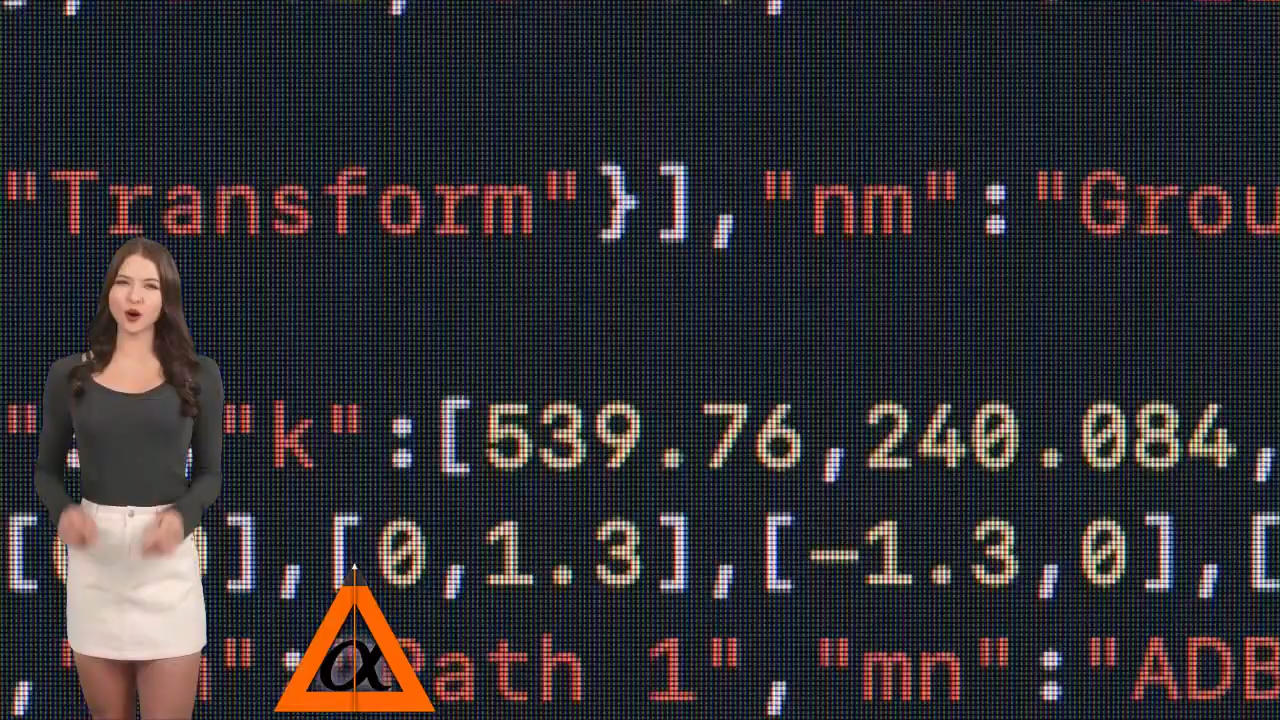 "Transform"}], "nm":"Grou
"k":[539.76,240.084,
],[0,1.3],[-1.3,0],[
"Path 1", "mn":"ADB
α